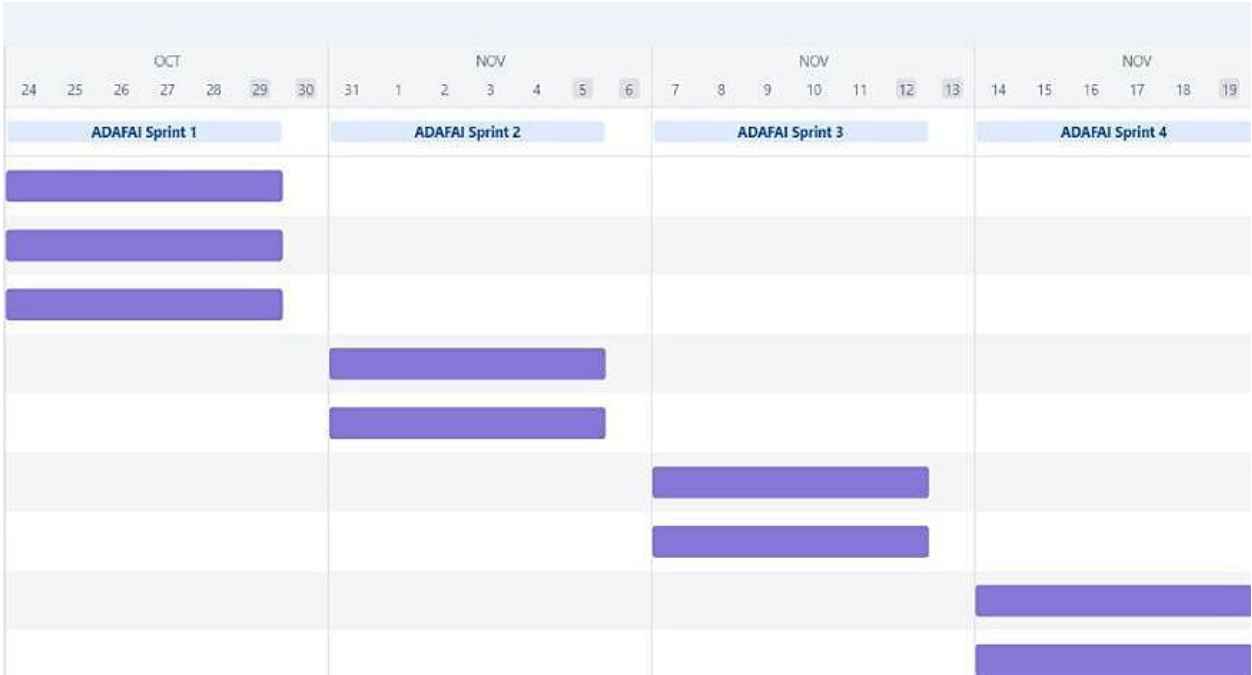 OCT NOV NOV NOV
24 25 26 27 28 29 30 31 1 2 3 4 5 6 7 8 9 10 11 12 13 14 15 16 17 18 19
ADAFAI Sprint 1 ADAFAI Sprint 2 ADAFAI Sprint 3 ADAFAI Sprint 4